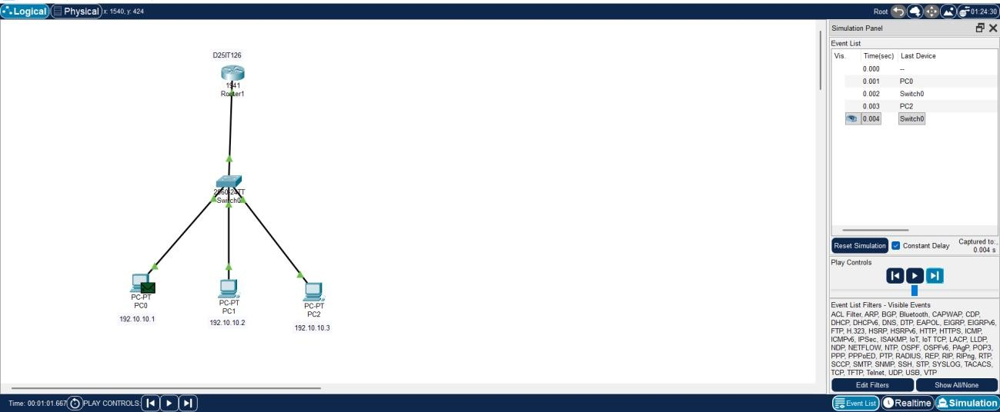 Logical Physical x: 1540, y: 424
Root 01:24:30
D25IT126
1941
Router1
2960-24TT
Switch0
PC-PT
PC0
192.10.10.1
PC-PT
PC1
192.10.10.2
PC-PT
PC2
192.10.10.3
Simulation Panel
Event List
Vis. Time(sec) Last Device
0.000 --
0.001 PC0
0.002 Switch0
0.003 PC2
0.004 Switch0
Reset Simulation Constant Delay Captured to:
0.004 s
Play Controls
Event List Filters - Visible Events
ACL Filter, ARP, BGP, Bluetooth, CAPWAP, CDP,
DHCP, DHCPv6, DNS, DTP, EAPOL, EIGRP, EIGRPv6,
FTP, H.323, HSRP, HSRPv6, HTTP, HTTPS, ICMP,
ICMPv6, IPSec, ISAKMP, IoT, IoT TCP, LACP, LLDP,
NDP, NETFLOW, NTP, OSPF, OSPFv6, PAgP, POP3,
PPP, PPPoED, PTP, RADIUS, REP, RIP, RIPng, RTP,
SCCP, SMTP, SNMP, SSH, STP, SYSLOG, TACACS,
TCP, TFTP, Telnet, UDP, USB, VTP
Edit Filters Show All/None
Time: 00:01:01.667 PLAY CONTROLS:
Event List Realtime Simulation